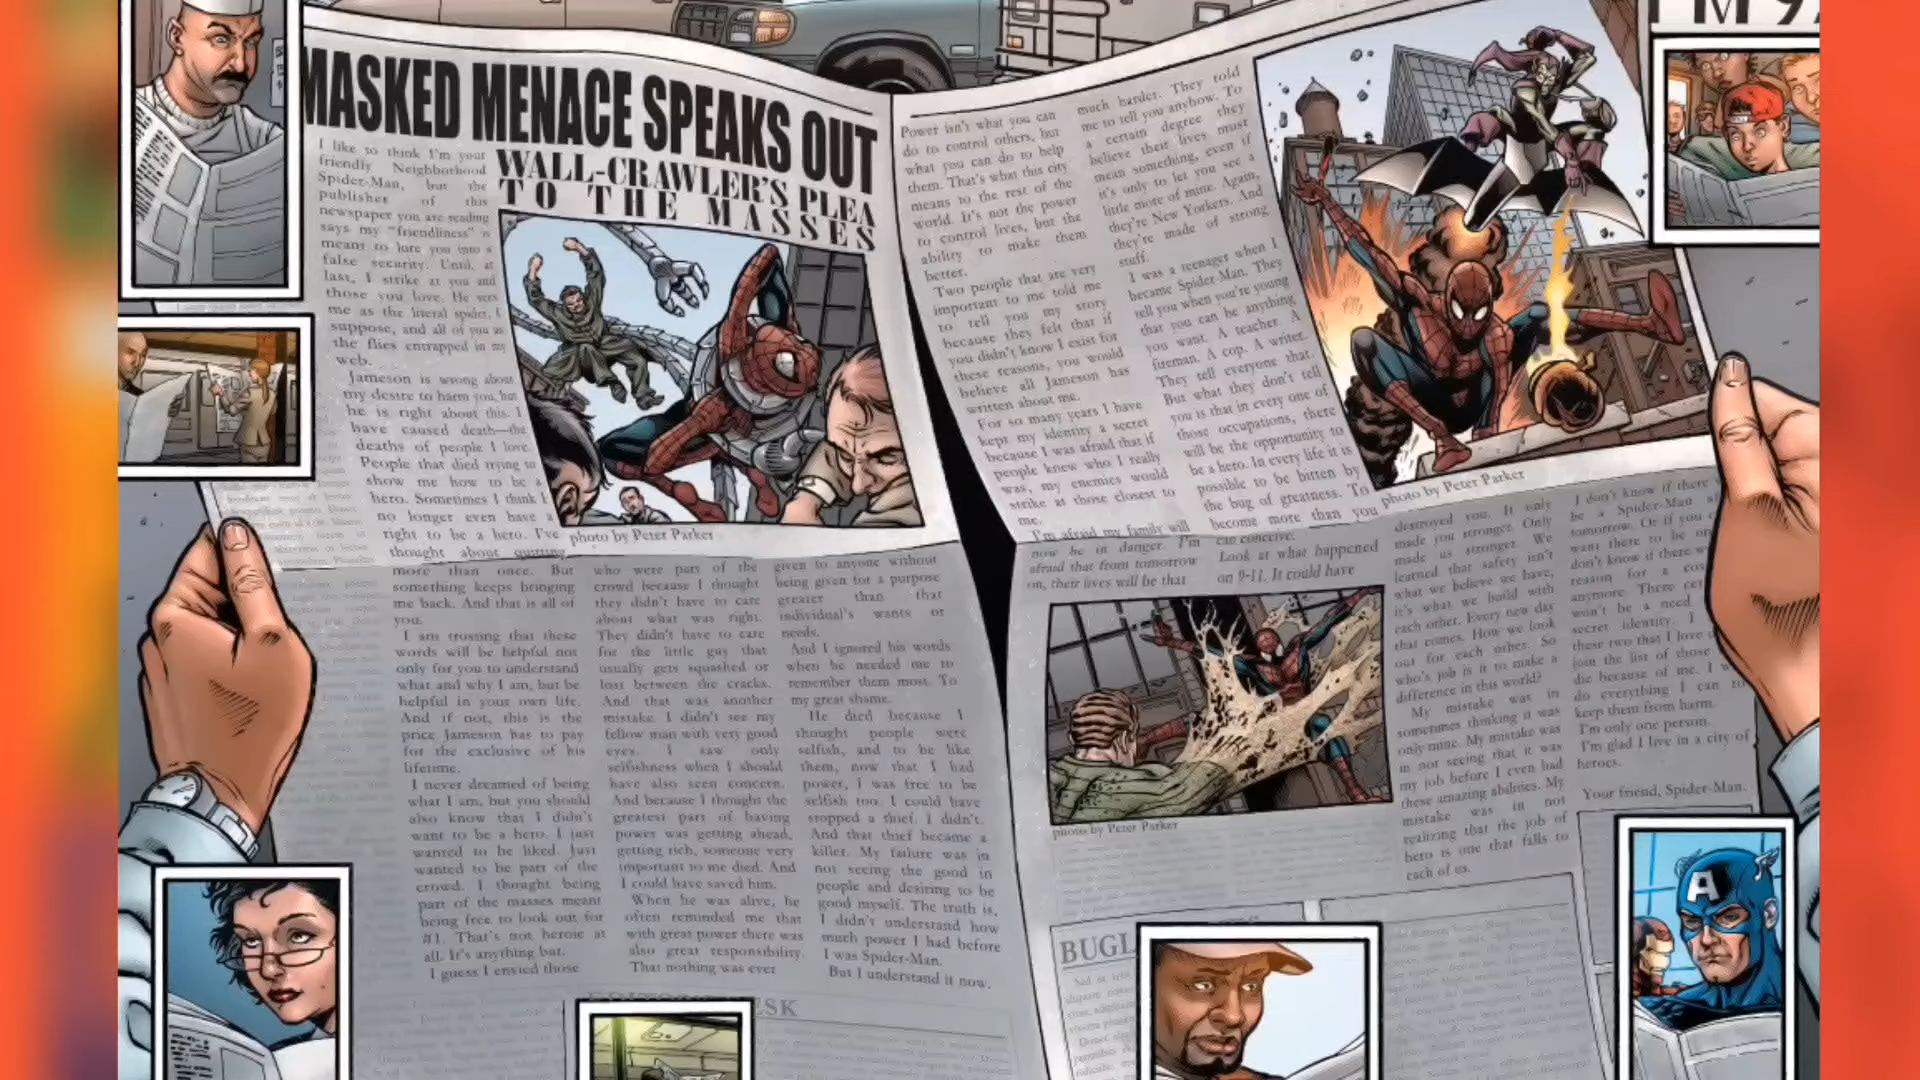 MASKED MENACE SPEAKS OUT
WALL-CRAWLER'S PLEA
TO THE MASSES
I like to think I'm your
friendly Neighborhood
Spider-Man, but the
publisher of this
newspaper you are reading
says my "friendliness" is
meant to lure you into a
false security. Until, at
last, I strike at you and
those you love. He sees
me as the literal spider, I
suppose, and all of you as
the flies entrapped in my
web.
Jameson is wrong about
my desire to harm you, but
he is right about this. I
have caused death—the
deaths of people I love.
People that died trying to
show me how to be a
hero. Sometimes I think I
no longer even have a
right to be a hero. I've
thought about quitting
photo by Peter Parker
more than once. But
something keeps bringing
me back. And that is all of
you.
I am trusting that these
words will be helpful not
only for you to understand
what and why I am, but be
helpful in your own life.
And if not, this is the
price Jameson has to pay
for the exclusive of his
lifetime.
I never dreamed of being
what I am, but you should
also know that I didn't
want to be a hero. I just
wanted to be liked. Just
wanted to be part of the
crowd. I thought being
part of the masses meant
being free to look out for
#1. That's not heroic at
all. It's anything but.
I guess I envied those
who were part of the
crowd because I thought
they didn't have to care
about what was right.
They didn't have to care
for the little guy that
usually gets squashed or
lost between the cracks.
And that was another
mistake. I didn't see my
fellow man with very good
eyes. I saw only
selfishness when I should
have also seen concern.
And because I thought the
greatest part of having
power was getting ahead,
getting rich, someone very
important to me died. And
I could have saved him.
When he was alive, he
often reminded me that
with great power there was
also great responsibility.
That nothing was ever
given to anyone without
being given for a purpose
greater than that
individual's wants or
needs.
And I ignored his words
when he needed me to
remember them most. To
my great shame.
He died because I
thought people were
selfish, and to be like
them, now that I had
power, I was free to be
selfish too. I could have
stopped a thief. I didn't.
And that thief became a
killer. My failure was in
not seeing the good in
people and desiring to be
good myself. The truth is,
I didn't understand how
much power I had before
I was Spider-Man.
But I understand it now.
Power isn't what you can
do to control others, but
what you can do to help
them. That's what this city
means to the rest of the
world. It's not the power
to control lives, but the
ability to make them
better.
Two people that are very
important to me told me
to tell you my story
because they felt that if
you didn't know I exist for
these reasons, you would
believe all Jameson has
written about me.
For so many years I have
kept my identity a secret
because I was afraid that if
people knew who I really
was, my enemies would
strike at those closest to
me.
I'm afraid my family will
now be in danger. I'm
afraid that from tomorrow
on, their lives will be that
much harder. They told
me to tell you anyhow. To
a certain degree they
believe their lives must
mean something, even if
it's only to let you see a
little more of mine. Again,
they're New Yorkers. And
they're made of strong
stuff.
I was a teenager when I
became Spider-Man. They
tell you when you're young
that you can be anything
you want. A teacher. A
fireman. A cop. A writer.
They tell everyone that.
But what they don't tell
you is that in every one of
those occupations, there
will be the opportunity to
be a hero. In every life it is
possible to be bitten by
the bug of greatness. To
become more than you
can conceive.
Look at what happened
on 9-11. It could have
photo by Peter Parker
photo by Peter Parker
destroyed you. It only
made you stronger. Only
made us stronger. We
learned that safety isn't
what we believe we have,
it's what we build with
each other. Every new day
that comes. How we look
out for each other. So
who's job is it to make a
difference in this world?
My mistake was in
sometimes thinking it was
only mine. My mistake was
in not seeing that it was
my job before I even had
these amazing abilities. My
mistake was in not
realizing that the job of
hero is one that falls to
each of us.
I don't know if there
be a Spider-Man
tomorrow. Or if you
want there to be
don't know if there
reason for a
anymore. There
won't be a need
secret identity. I
these two that I love
join the list of those
die because of me. I
do everything I can to
keep them from harm.
I'm only one person.
I'm glad I live in a city of
heroes.
Your friend, Spider-Man.
BUGL
ESK
A